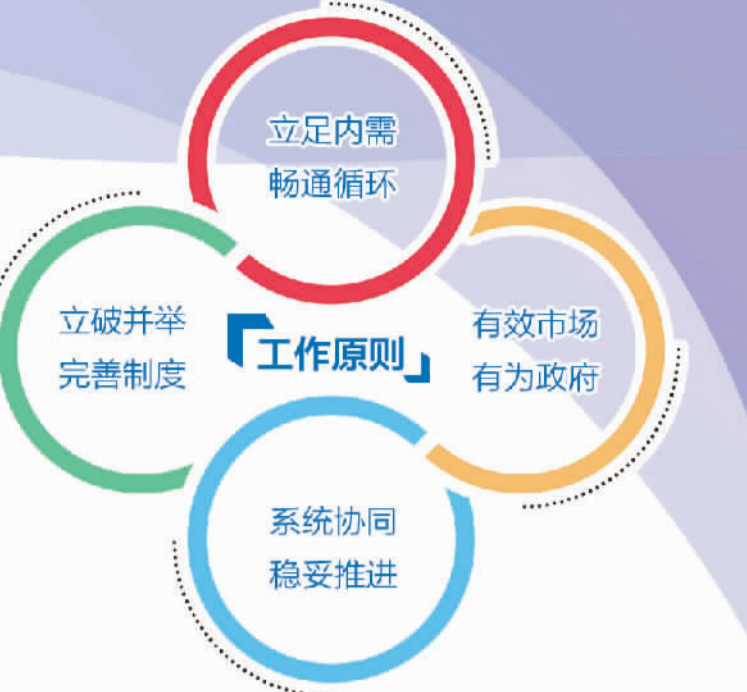 立足内需
畅通循环
立破并举
完善制度
「工作原则」
有效市场
有为政府
系统协同
稳妥推进